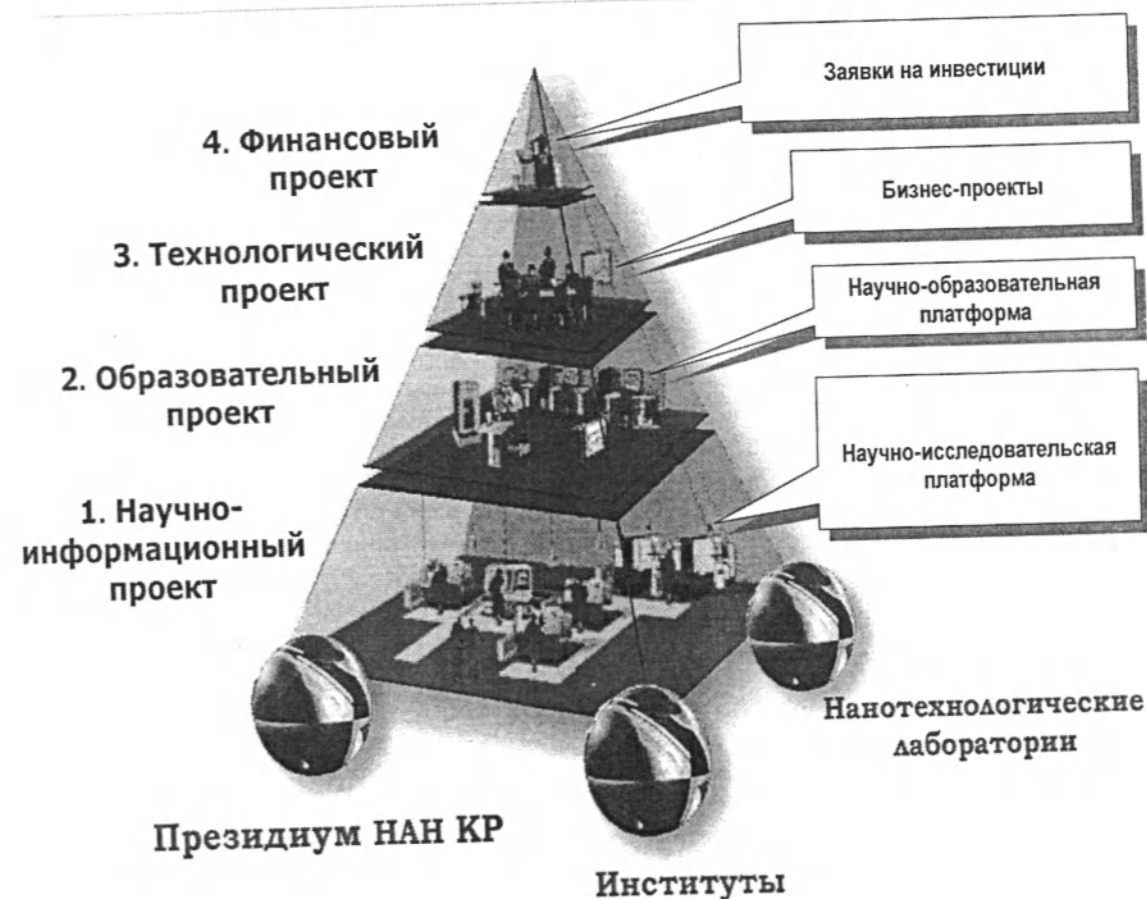 Заявки на инвестиции
4. Финансовый
проект
Бизнес-проекты
3. Технологический
проект
Научно-образовательная
платформа
2. Образовательный
проект
Научно-исследовательская
платформа
1. Научно-
информационный
проект
Нанотехнологические
лаборатории
Президиум НАН КР
Институты